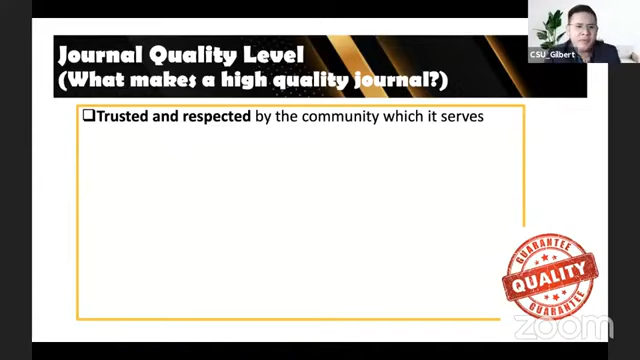 CSU_Gilbert
Journal Quality Level
(What makes a high quality journal?)
❑Trusted and respected by the community which it serves
GUARANTEE
QUALITY
GUARANTEE
zoom